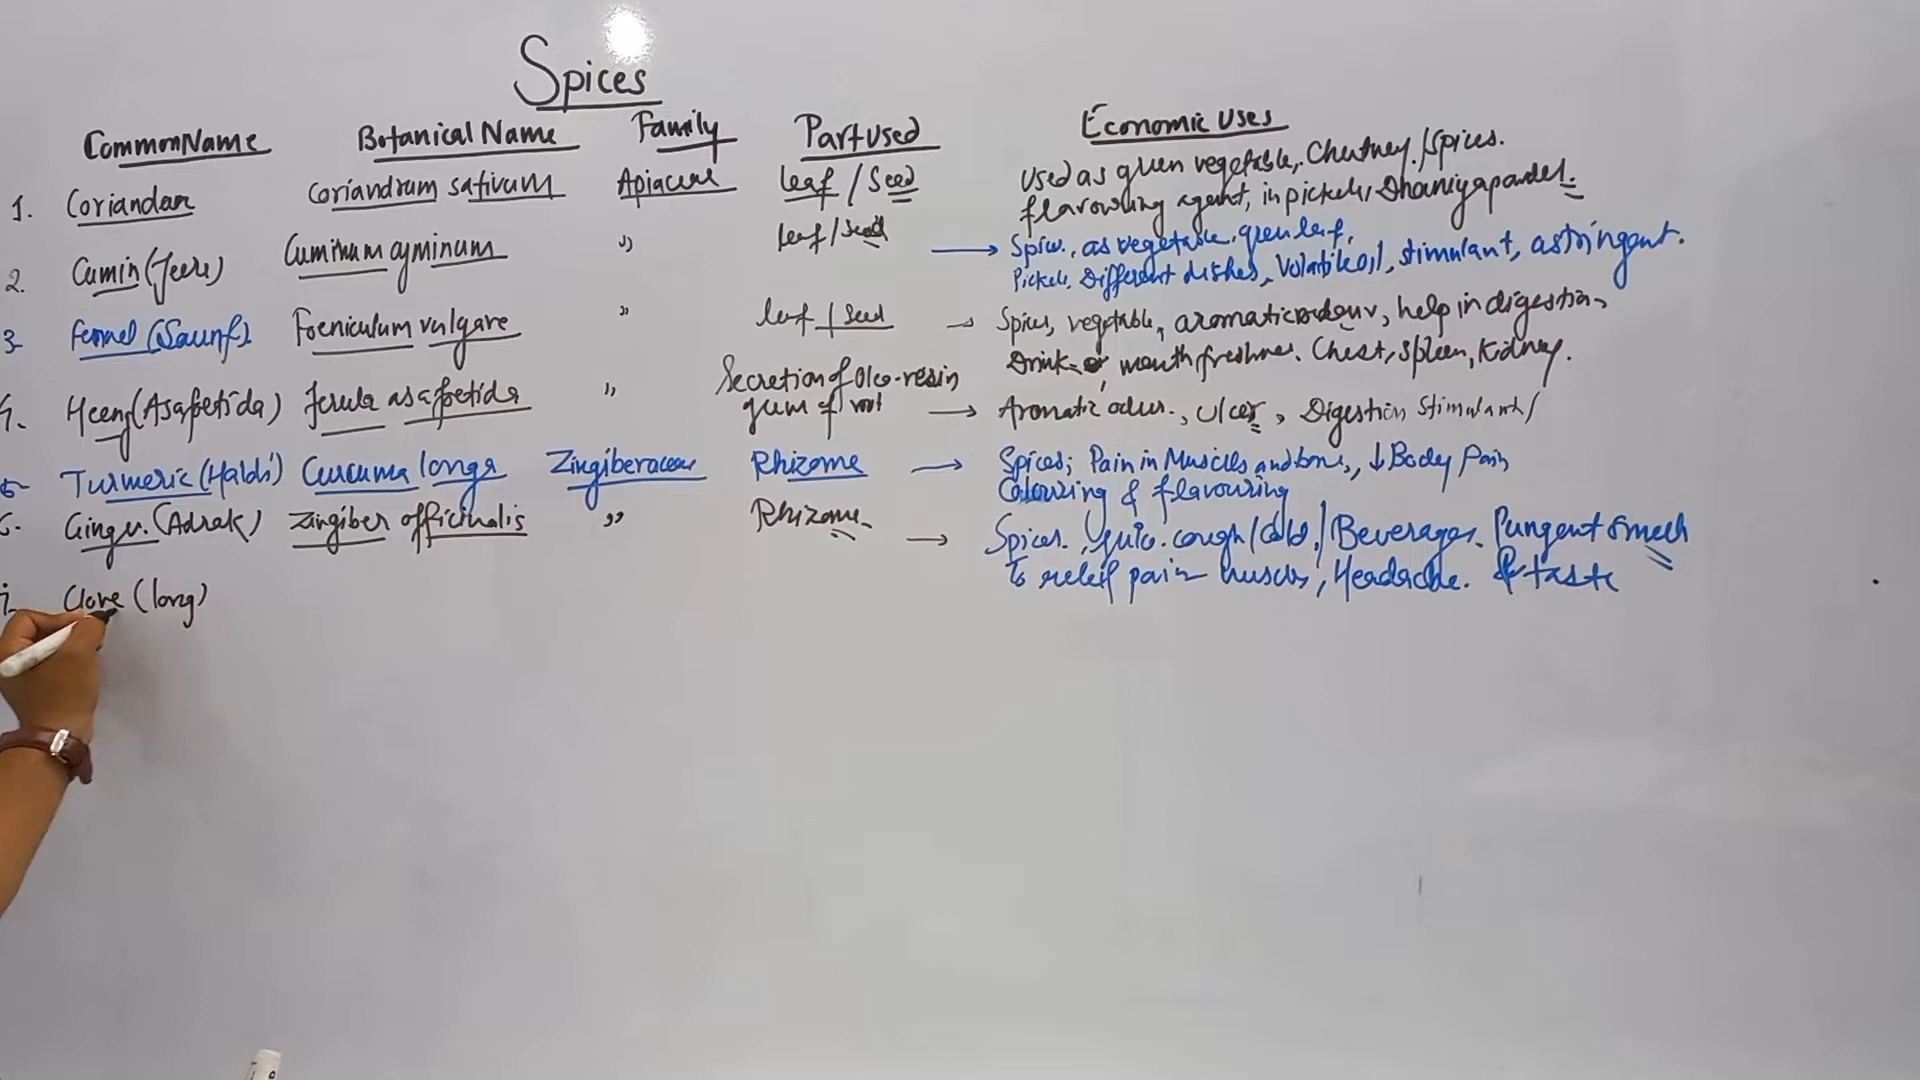 Spices
Common Name Botanical Name Family Part used Economic uses
1. Coriandar Coriandrum sativum Apiaceae leaf / Seed Used as green vegetable, Chutney / Spices.
flavouring agent, in pickels, Dhaniya powder.
2. Cumin (Jeera) Cuminum cyminum " leaf / seed → Spices, as vegetable, green leaf,
Pickels, Different dishes, Volatile oil, stimulant, astringent.
3- Fennel (Saunf) Foeniculum vulgare " leaf / seed → Spices, vegetable, aromatic odour, help in digestion,
Drink mouth freshner. Chest, Spleen, Kidney.
4. Heeng (Asafoetida) ferula asafoetida " Secretion of Oleo-resin
gum of root → Aromatic odur., Ulcer, Digestion Stimulant /
5- Turmeric (Haldi) Curcuma longa Zingiberaceae Rhizome → Spices; Pain in Muscles and bone, ↓ Body Pain
Colouring & flavouring
6. Ginger. (Adrak) Zingiber officinalis " Rhizome → Spices. cough / Cold. / Beverages. Pungent smell
To releif pain muscles, Headache. & taste
7- Clove (long)